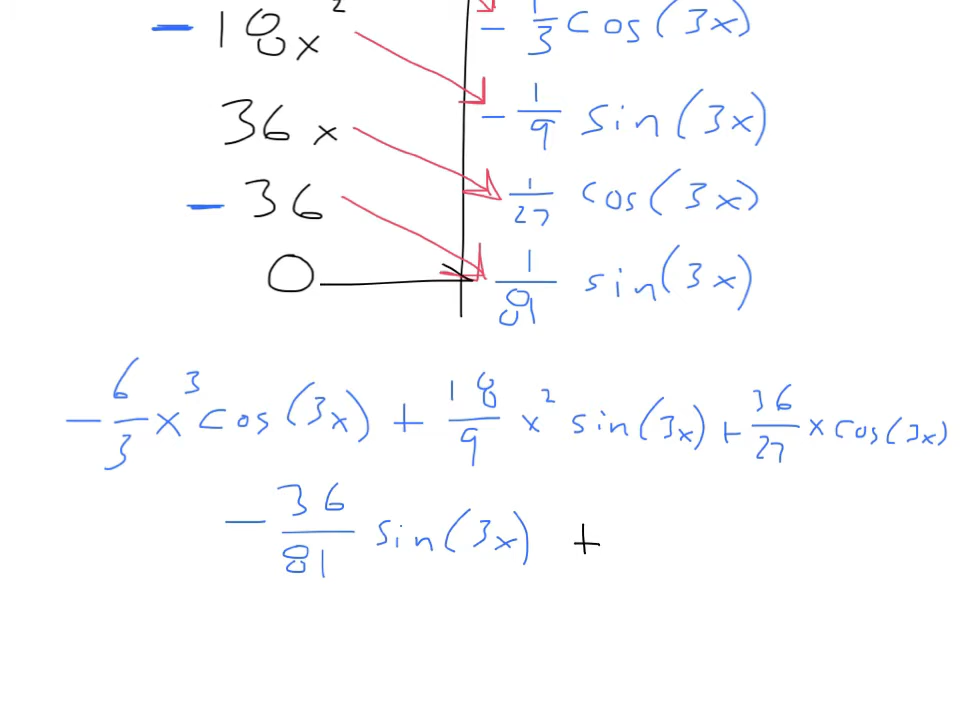 - 18x² - 1/3 cos(3x)
36x - 1/9 sin(3x)
- 36 1/27 cos(3x)
0 1/81 sin(3x)
- 6/3 x³ cos(3x) + 18/9 x² sin(3x) + 36/27 x cos(3x)
- 36/81 sin(3x) +